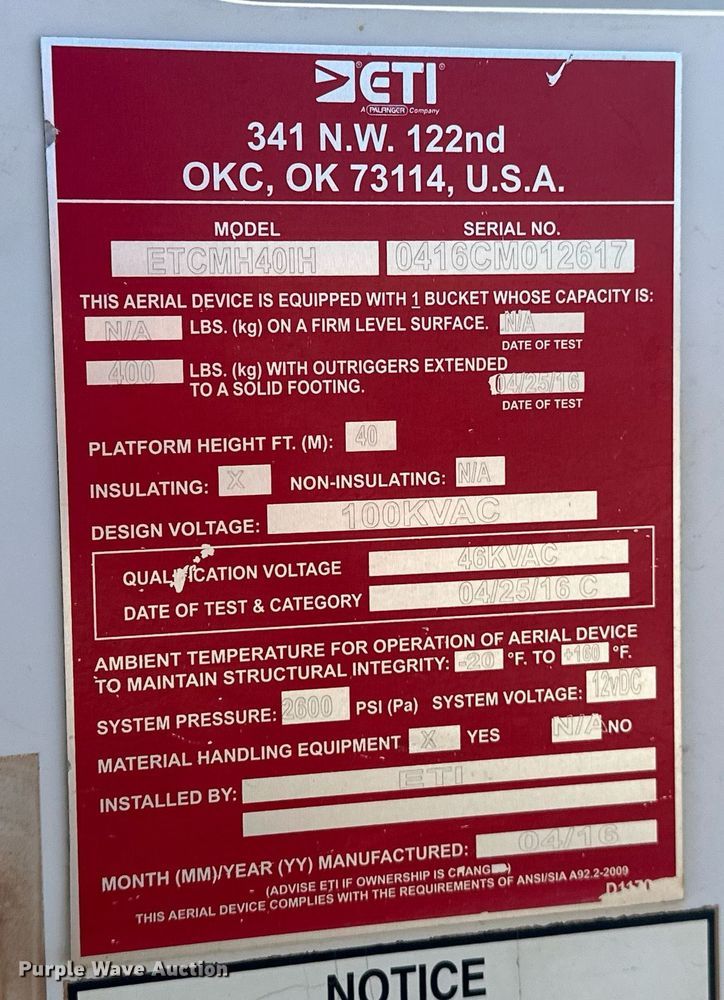 ETI
A PALFINGER Company
341 N.W. 122nd
OKC, OK 73114, U.S.A.
MODEL SERIAL NO.
ETCMH40IH 0416CM012617
THIS AERIAL DEVICE IS EQUIPPED WITH 1 BUCKET WHOSE CAPACITY IS:
N/A LBS. (kg) ON A FIRM LEVEL SURFACE. N/A
DATE OF TEST
400 LBS. (kg) WITH OUTRIGGERS EXTENDED
TO A SOLID FOOTING. 04/25/16
DATE OF TEST
PLATFORM HEIGHT FT. (M): 40
INSULATING: X NON-INSULATING: N/A
DESIGN VOLTAGE: 100KVAC
QUALIFICATION VOLTAGE 46KVAC
DATE OF TEST & CATEGORY 04/25/16 C
AMBIENT TEMPERATURE FOR OPERATION OF AERIAL DEVICE
TO MAINTAIN STRUCTURAL INTEGRITY: -20 °F. TO +160 °F.
SYSTEM PRESSURE: 2600 PSI (Pa) SYSTEM VOLTAGE: 12vDC
MATERIAL HANDLING EQUIPMENT X YES N/A NO
INSTALLED BY: ETI
MONTH (MM)/YEAR (YY) MANUFACTURED: 04/16
(ADVISE ETI IF OWNERSHIP IS CHANGED)
THIS AERIAL DEVICE COMPLIES WITH THE REQUIREMENTS OF ANSI/SIA A92.2-2009
NOTICE
Purple Wave Auction